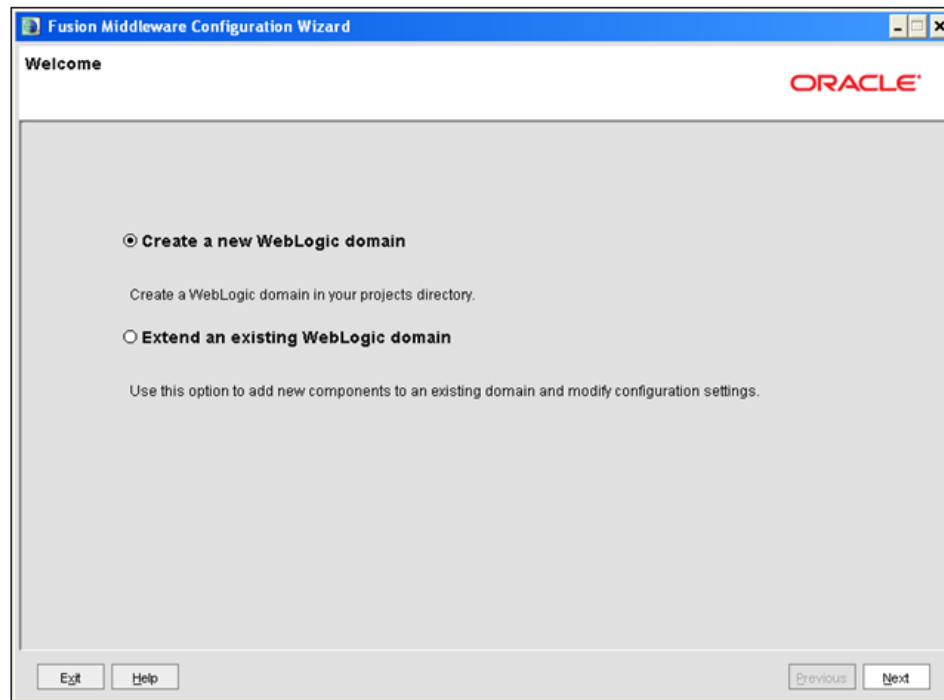 Fusion Middleware Configuration Wizard
Welcome
ORACLE
Create a new WebLogic domain
Create a WebLogic domain in your projects directory.
Extend an existing WebLogic domain
Use this option to add new components to an existing domain and modify configuration settings.
Exit Help Previous Next